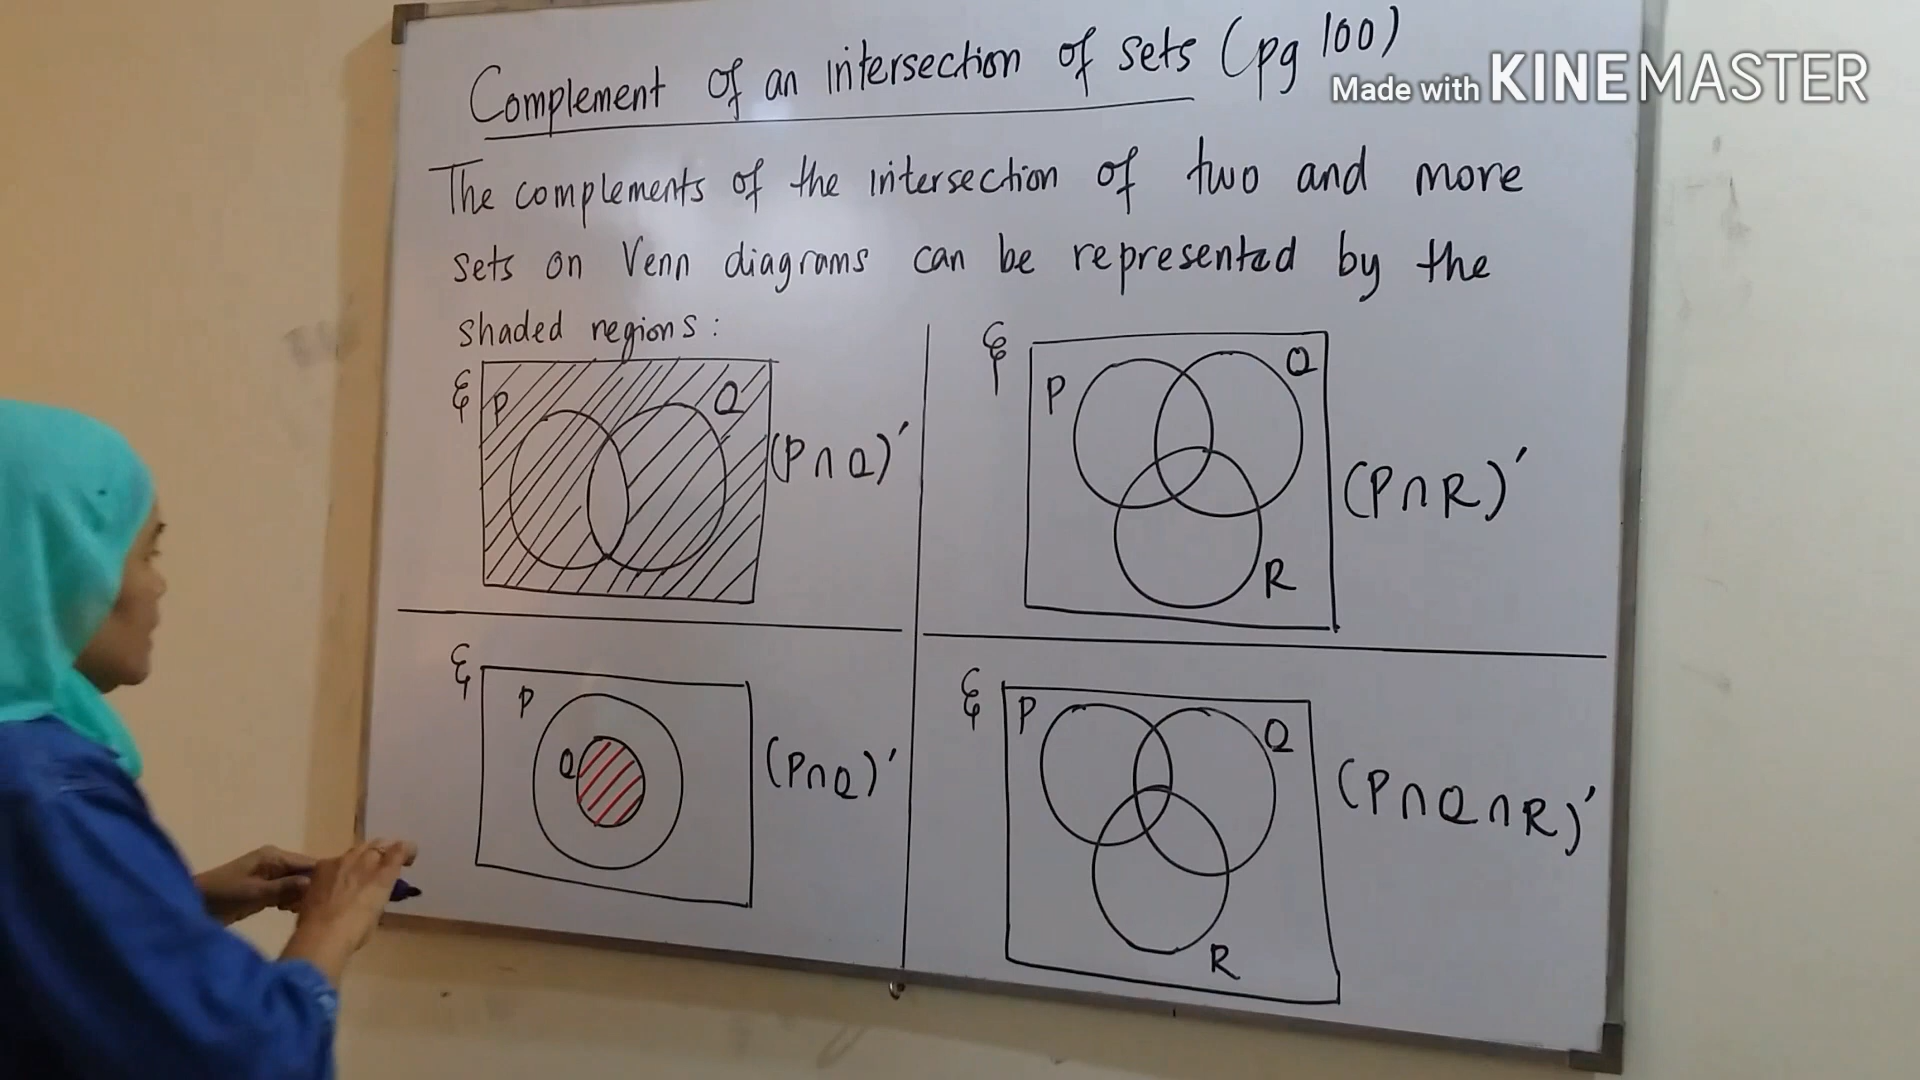 Complement of an intersection of sets (pg 100)
Made with KINEMASTER
The complements of the intersection of two and more
sets on Venn diagrams can be represented by the
shaded regions:
ξ
P
Q
(P ∩ Q)′
ξ
P
Q
R
(P ∩ R)′
ξ
P
Q
(P ∩ Q)′
ξ
P
Q
R
(P ∩ Q ∩ R)′